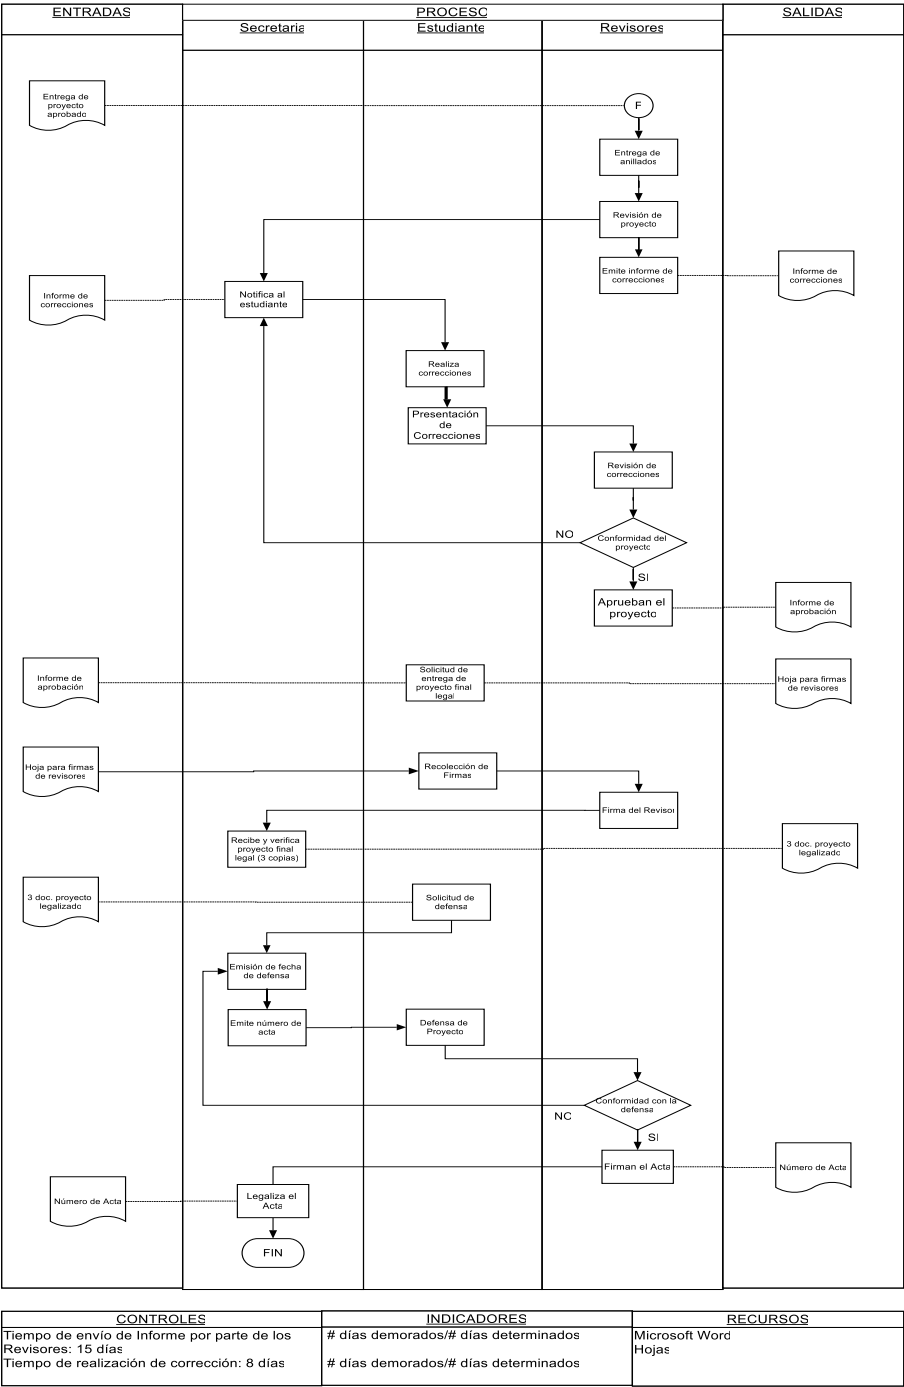 ENTRADAS
PROCESO
SALIDAS
Secretaria
Estudiante
Revisores
Entrega de
proyecto
aprobado
F
Entrega de
anillados
Revisión de
proyecto
Emite informe de
correcciones
Informe de
correcciones
Informe de
correcciones
Notifica al
estudiante
Realiza
correcciones
Presentación
de
Correcciones
Revisión de
correcciones
NO
Conformidad del
proyecto
SI
Aprueban el
proyecto
Informe de
aprobación
Informe de
aprobación
Solicitud de
entrega de
proyecto final
legal
Hoja para firmas
de revisores
Hoja para firmas
de revisores
Recolección de
Firmas
Firma del Revisor
Recibe y verifica
proyecto final
legal (3 copias)
3 doc. proyecto
legalizado
3 doc. proyecto
legalizado
Solicitud de
defensa
Emisión de fecha
de defensa
Emite número de
acta
Defensa de
Proyecto
Conformidad con la
defensa
NO
SI
Firman el Acta
Número de Acta
Número de Acta
Legaliza el
Acta
FIN
CONTROLES
Tiempo de envío de Informe por parte de los
Revisores: 15 días
Tiempo de realización de corrección: 8 días
INDICADORES
# días demorados/# días determinados
# días demorados/# días determinados
RECURSOS
Microsoft Word
Hojas